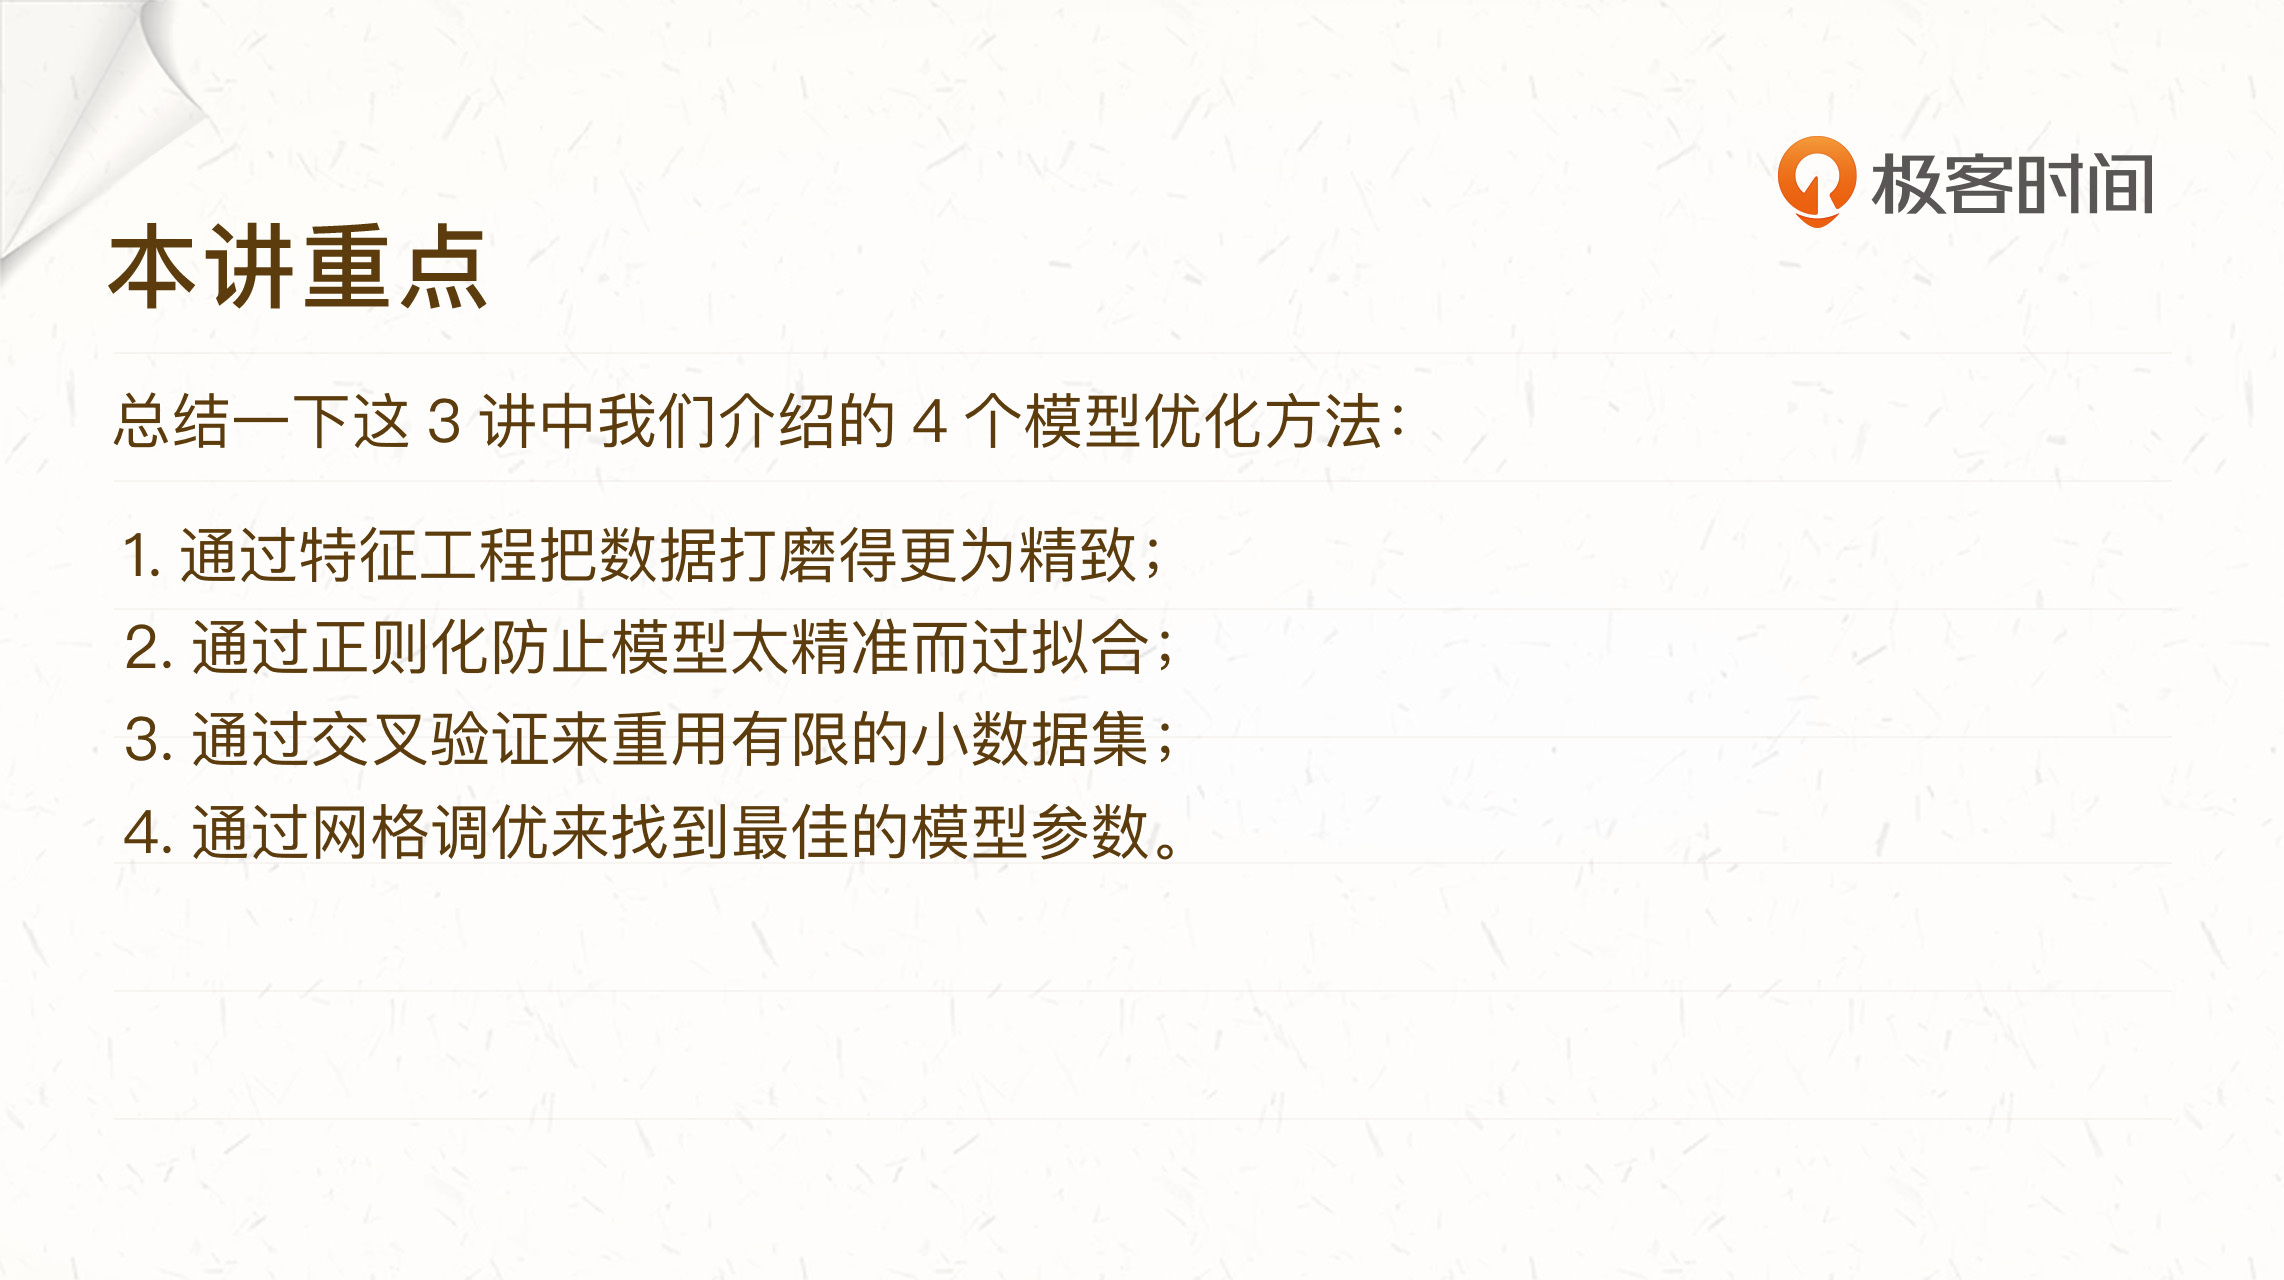 极客时间
本讲重点
总结一下这 3 讲中我们介绍的 4 个模型优化方法：
1. 通过特征工程把数据打磨得更为精致；
2. 通过正则化防止模型太精准而过拟合；
3. 通过交叉验证来重用有限的小数据集；
4. 通过网格调优来找到最佳的模型参数。